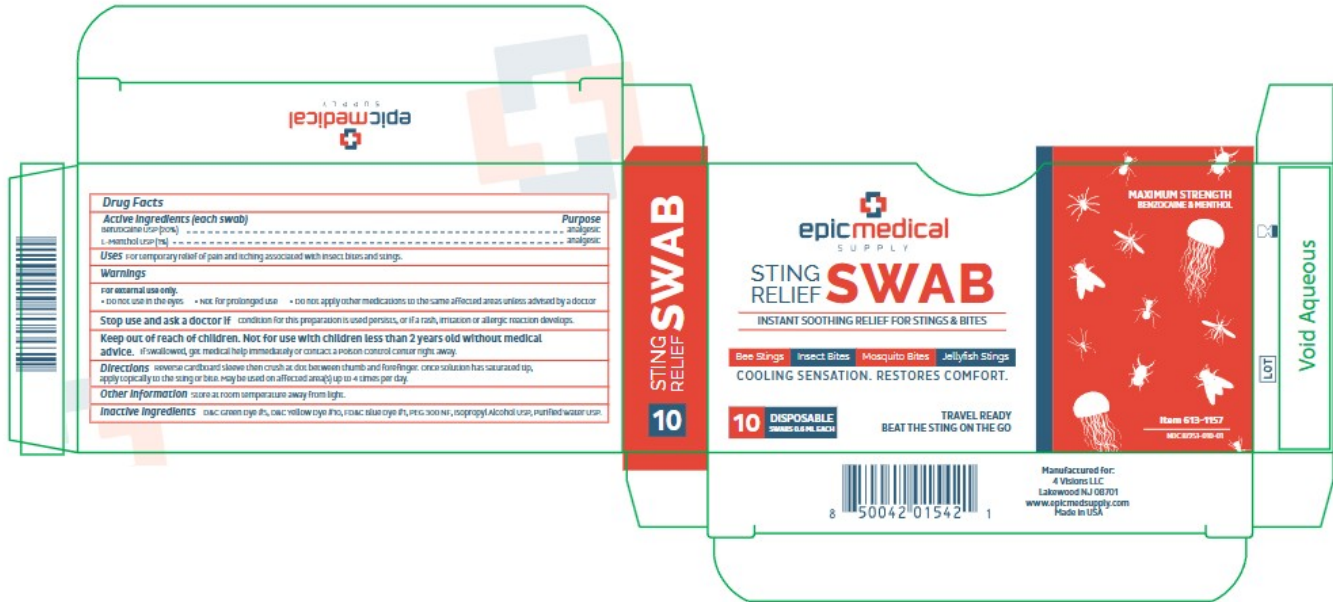 epicmedical
SUPPLY
Drug Facts
Active Ingredients (each swab) Purpose
Benzocaine USP (20%) analgesic
L-Menthol USP (1%) analgesic
Uses For temporary relief of pain and itching associated with insect bites and stings.
Warnings
For external use only.
• Do not use in the eyes • Not for prolonged use • Do not apply other medications to the same affected areas unless advised by a doctor
Stop use and ask a doctor if condition for this preparation is used persists, or if a rash, irritation or allergic reaction develops.
Keep out of reach of children. Not for use with children less than 2 years old without medical
advice. If swallowed, get medical help immediately or contact a Poison Control Center right away.
Directions Reverse cardboard sleeve then crush at dot between thumb and forefinger. Once solution has saturated tip,
apply topically to the sting or bite. May be used on affected area(s) up to 4 times per day.
Other Information Store at room temperature away from light.
Inactive Ingredients D&C Green Dye #5, D&C Yellow Dye #10, FD&C Blue Dye #1, PEG 300 NF, Isopropyl Alcohol USP, Purified Water USP.
STING
RELIEF
SWAB
10
epicmedical
SUPPLY
STING
RELIEF
SWAB
INSTANT SOOTHING RELIEF FOR STINGS & BITES
Bee Stings Insect Bites Mosquito Bites Jellyfish Stings
COOLING SENSATION. RESTORES COMFORT.
10 DISPOSABLE
SWABS 0.6 ML EACH
TRAVEL READY
BEAT THE STING ON THE GO
MAXIMUM STRENGTH
BENZOCAINE & MENTHOL
Item 613-1157
LOT
Void Aqueous
8 50042 01542 1
Manufactured for:
4 Visions LLC
Lakewood NJ 08701
www.epicmedsupply.com
Made in USA